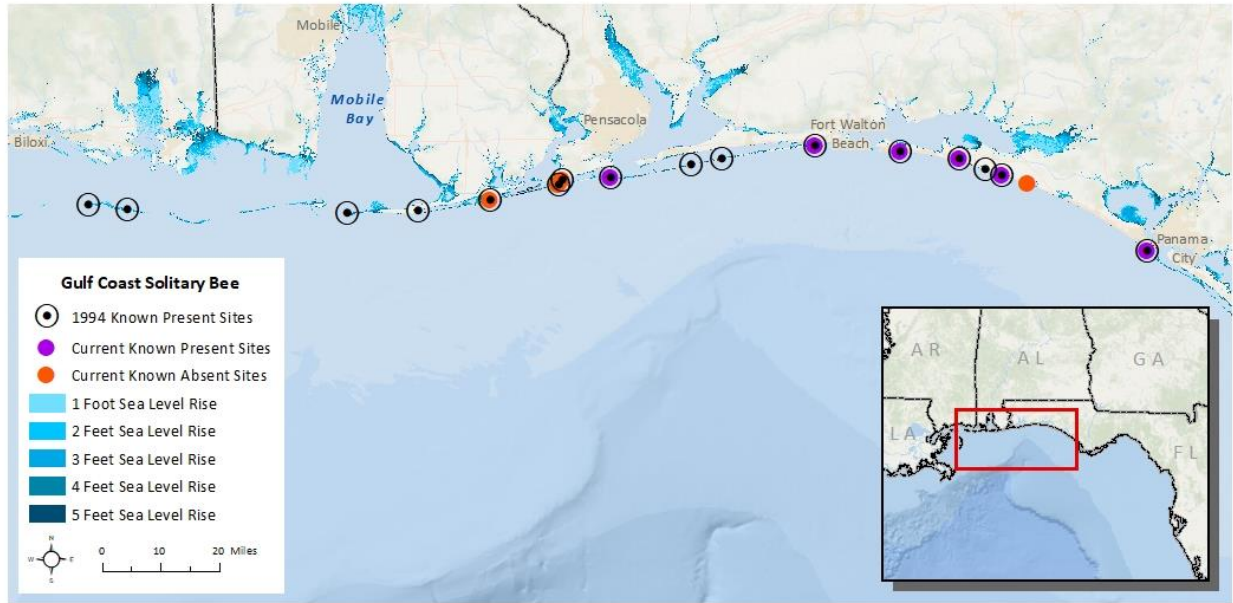 Mobile
Mobile
Bay
Biloxi
Pensacola
Fort Walton
Beach
Panama
City
Gulf Coast Solitary Bee
1994 Known Present Sites
Current Known Present Sites
Current Known Absent Sites
1 Foot Sea Level Rise
2 Feet Sea Level Rise
3 Feet Sea Level Rise
4 Feet Sea Level Rise
5 Feet Sea Level Rise
N
W E
S
0 10 20 Miles
AR
AL
GA
LA
FL